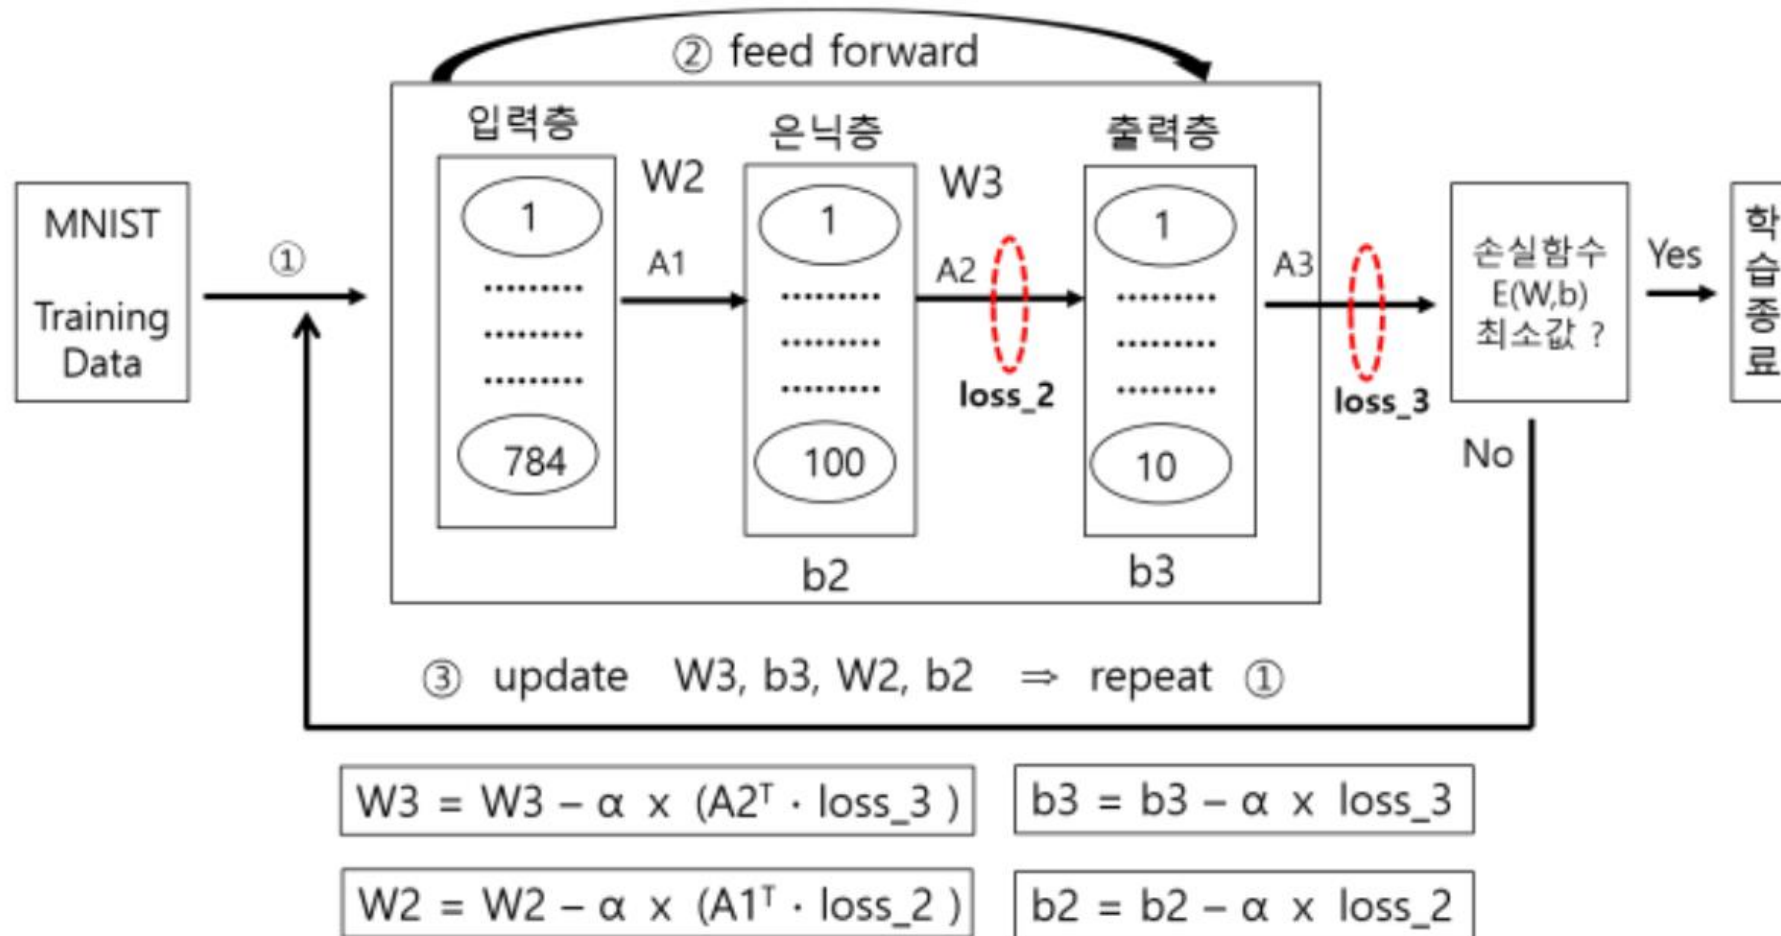 ② feed forward
입력층
은닉층
출력층
MNIST
Training
Data
①
1
784
W2
A1
1
100
b2
W3
A2
loss_2
1
10
b3
A3
loss_3
손실함수
E(W,b)
최소값 ?
Yes
No
학
습
종
료
③ update W3, b3, W2, b2 ⇒ repeat ①
W3 = W3 – α x (A2ᵀ · loss_3 )
b3 = b3 – α x loss_3
W2 = W2 – α x (A1ᵀ · loss_2 )
b2 = b2 – α x loss_2